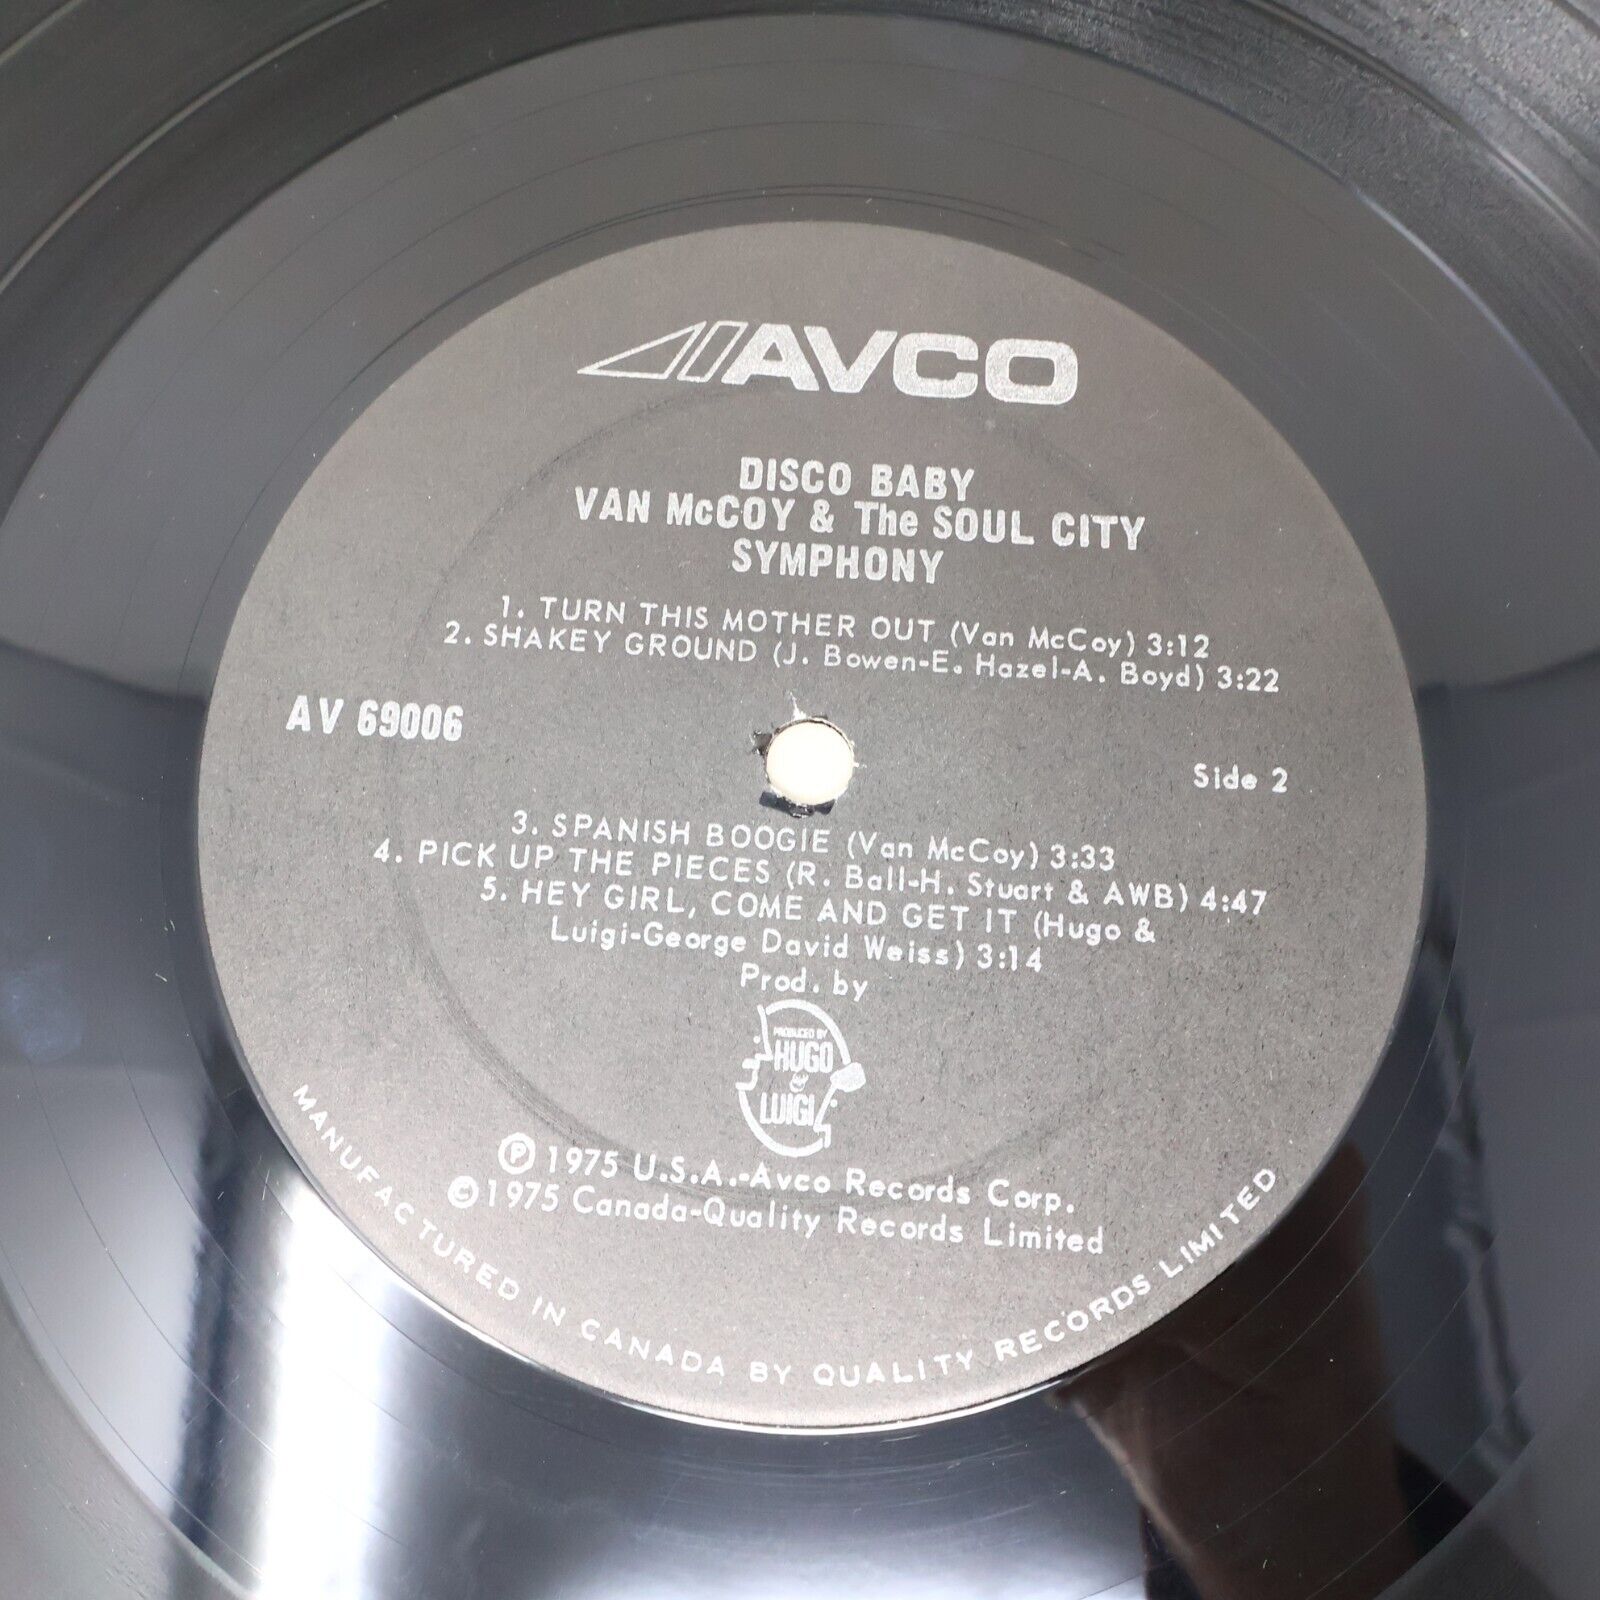 AVCO
DISCO BABY
VAN McCOY & The SOUL CITY
SYMPHONY
1. TURN THIS MOTHER OUT (Van McCoy) 3:12
2. SHAKEY GROUND (J. Bowen-E. Hazel-A. Boyd) 3:22
AV 69006
Side 2
3. SPANISH BOOGIE (Van McCoy) 3:33
4. PICK UP THE PIECES (R. Ball-H. Stuart & AWB) 4:47
5. HEY GIRL, COME AND GET IT (Hugo &
Luigi-George David Weiss) 3:14
Prod. by
PRODUCED BY
HUGO
&
LUIGI
Ⓟ 1975 U.S.A.-Avco Records Corp.
© 1975 Canada-Quality Records Limited
MANUFACTURED IN CANADA BY QUALITY RECORDS LIMITED